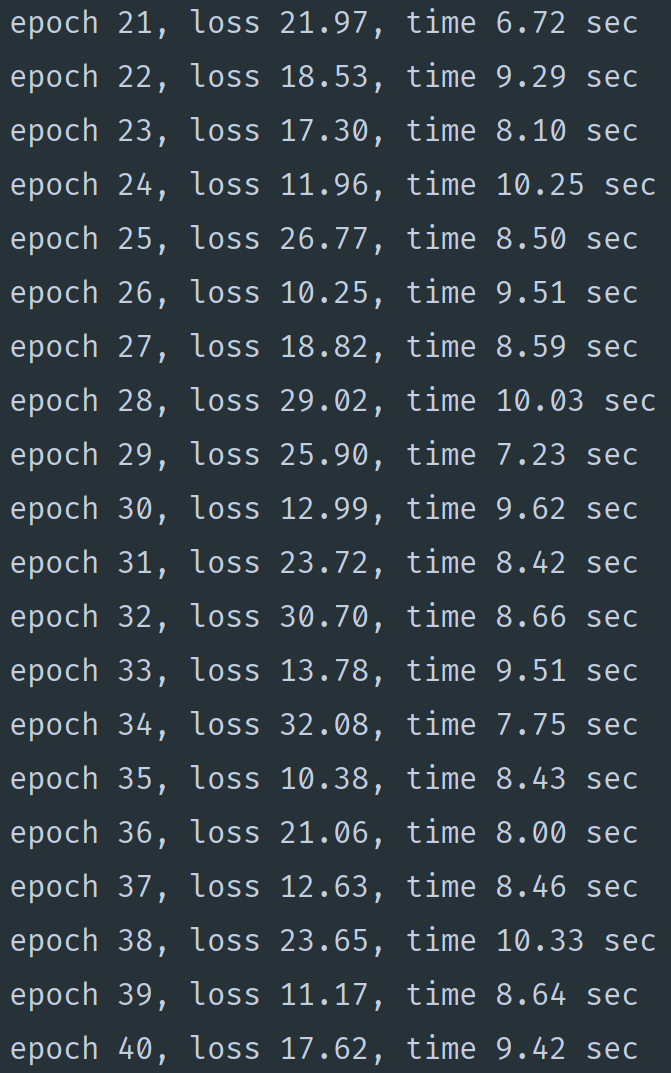 epoch 21, loss 21.97, time 6.72 sec
epoch 22, loss 18.53, time 9.29 sec
epoch 23, loss 17.30, time 8.10 sec
epoch 24, loss 11.96, time 10.25 sec
epoch 25, loss 26.77, time 8.50 sec
epoch 26, loss 10.25, time 9.51 sec
epoch 27, loss 18.82, time 8.59 sec
epoch 28, loss 29.02, time 10.03 sec
epoch 29, loss 25.90, time 7.23 sec
epoch 30, loss 12.99, time 9.62 sec
epoch 31, loss 23.72, time 8.42 sec
epoch 32, loss 30.70, time 8.66 sec
epoch 33, loss 13.78, time 9.51 sec
epoch 34, loss 32.08, time 7.75 sec
epoch 35, loss 10.38, time 8.43 sec
epoch 36, loss 21.06, time 8.00 sec
epoch 37, loss 12.63, time 8.46 sec
epoch 38, loss 23.65, time 10.33 sec
epoch 39, loss 11.17, time 8.64 sec
epoch 40, loss 17.62, time 9.42 sec